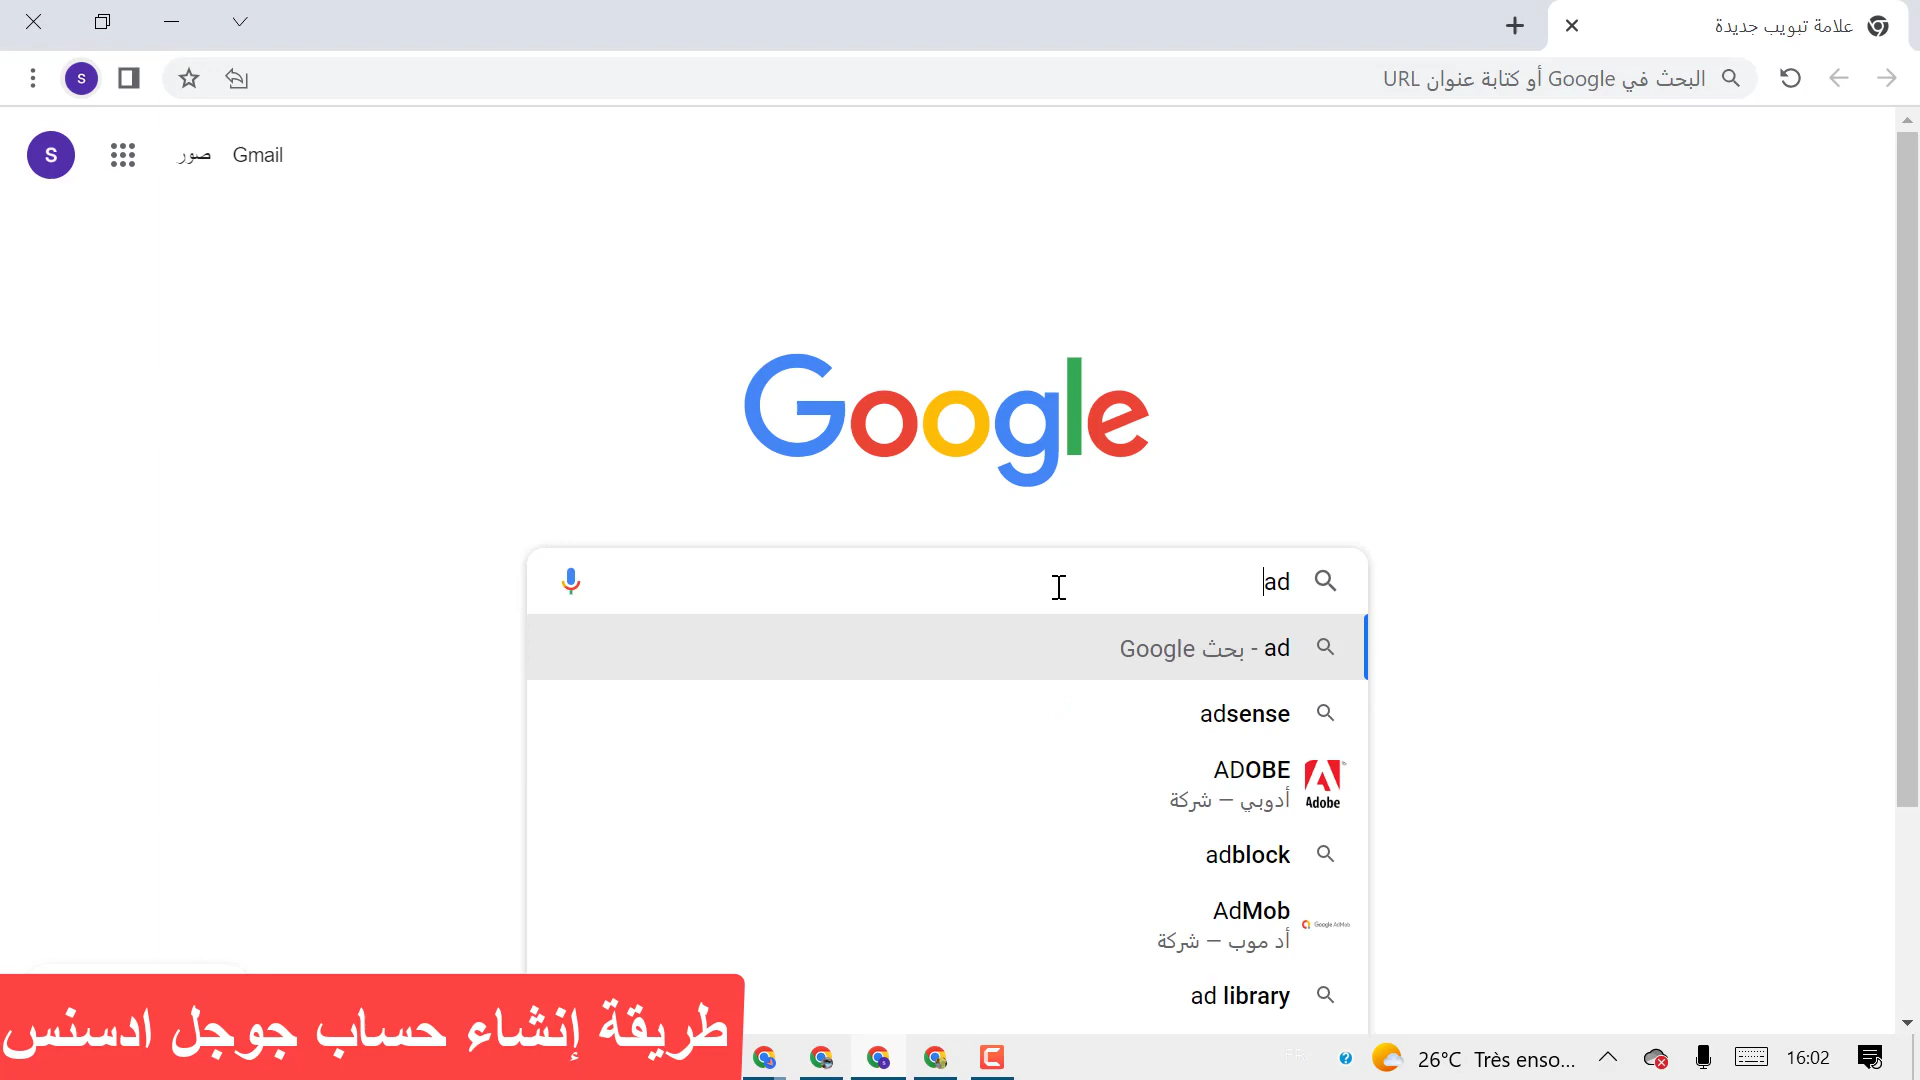 علامة تبويب جديدة
البحث في Google أو كتابة عنوان URL
S
S
صور
Gmail
Google
ad
ad - بحث Google
adsense
ADOBE
أدوبي — شركة
Adobe
adblock
AdMob
أد موب — شركة
Google AdMob
ad library
طريقة إنشاء حساب جوجل ادسنس
26°C Très enso...
16:02